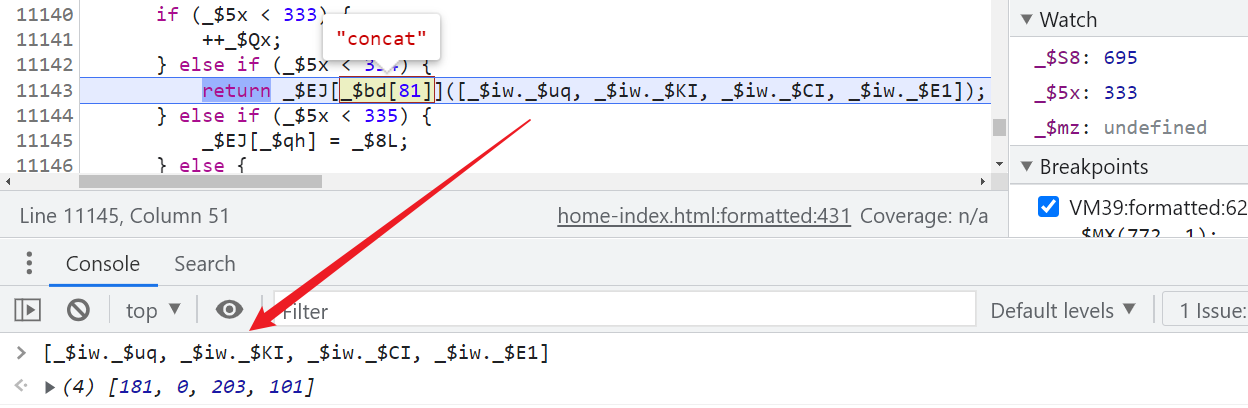 11140 if (_$5x < 333) {
11141 ++_$Qx;
"concat"
11142 } else if (_$5x < 334) {
11143 return _$EJ[_$bd[81]]([_$iw._$uq, _$iw._$KI, _$iw._$CI, _$iw._$E1]);
11144 } else if (_$5x < 335) {
11145 _$EJ[_$qh] = _$8L;
11146 } else {
▼ Watch
_$S8: 695
_$5x: 333
_$mz: undefined
▼ Breakpoints
VM39:formatted:62
$MX(772, 1);
Line 11145, Column 51
home-index.html:formatted:431 Coverage: n/a
Console Search
top ▼ Filter Default levels ▼ 1 Issue:
> [_$iw._$uq, _$iw._$KI, _$iw._$CI, _$iw._$E1]
▶ (4) [181, 0, 203, 101]